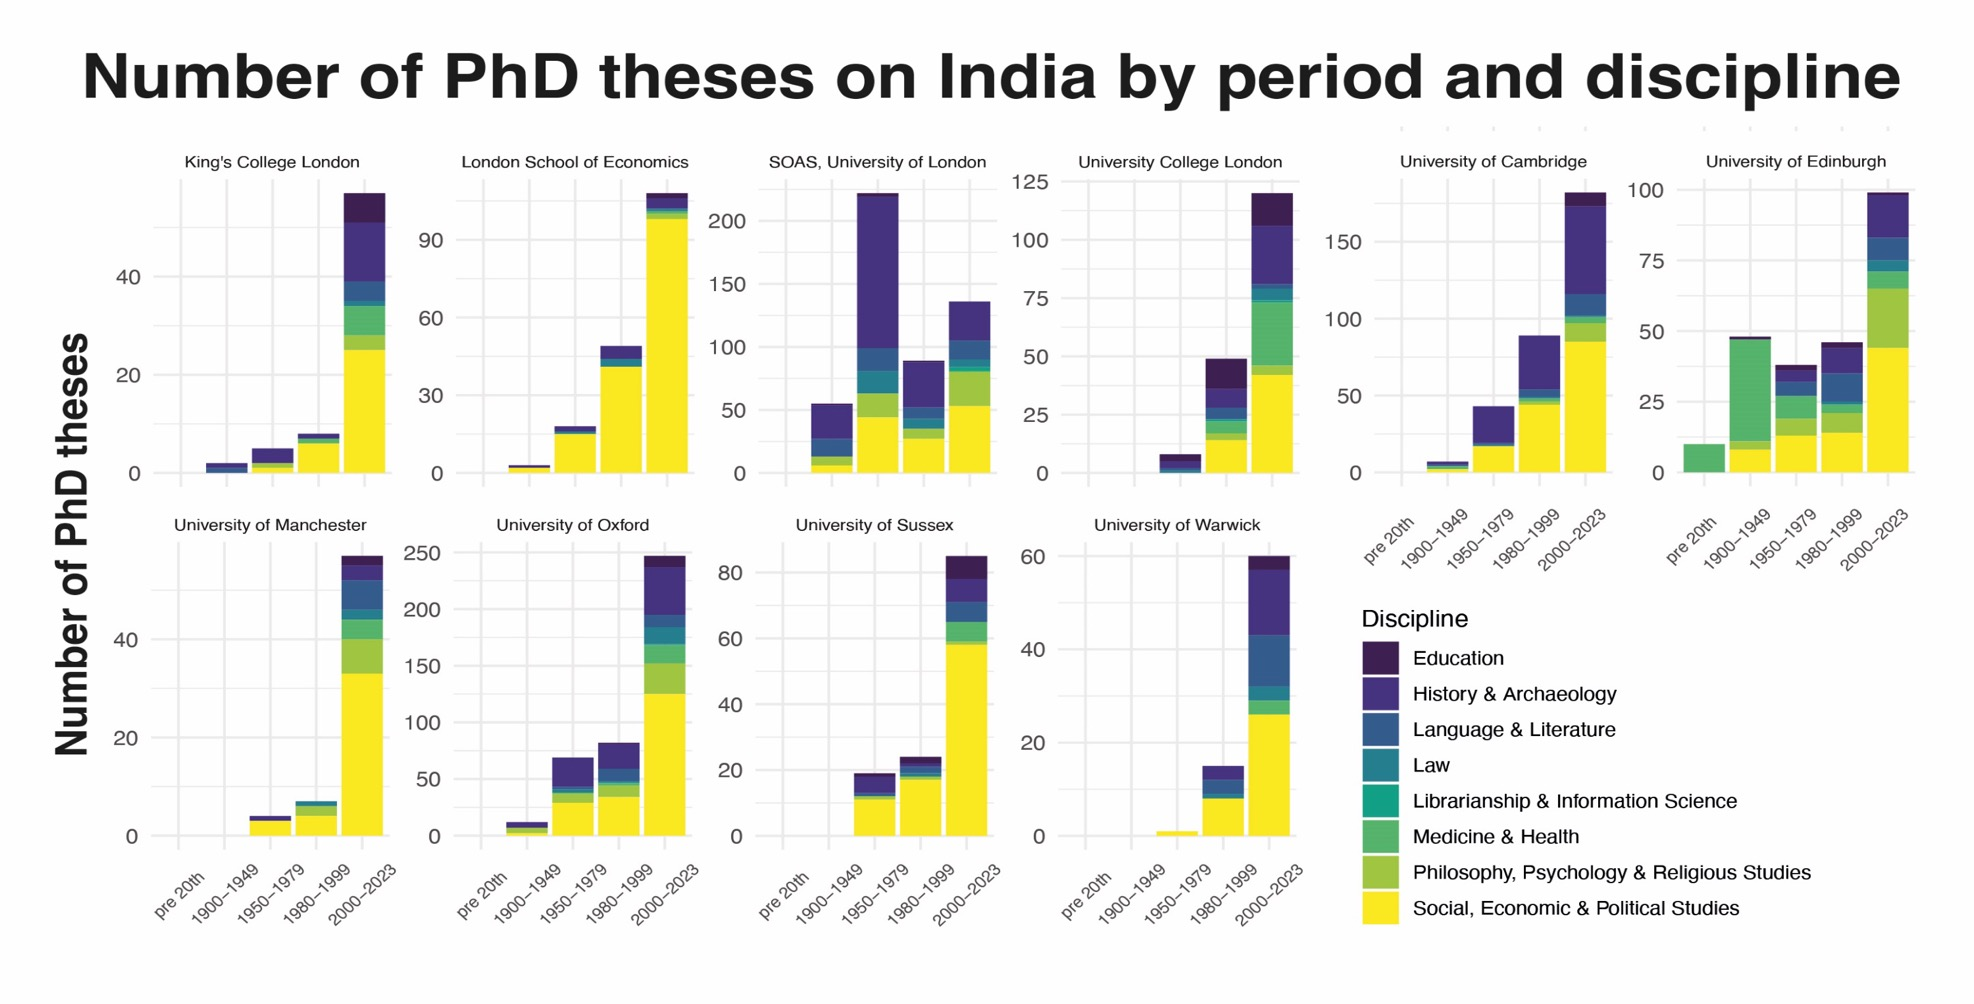 Number of PhD theses on India by period and discipline
Number of PhD theses
King's College London
40
20
0
London School of Economics
90
60
30
0
SOAS, University of London
200
150
100
50
0
University College London
125
100
75
50
25
0
University of Cambridge
150
100
50
0
pre 20th
1900–1949
1950–1979
1980–1999
2000–2023
University of Edinburgh
100
75
50
25
0
pre 20th
1900–1949
1950–1979
1980–1999
2000–2023
University of Manchester
40
20
0
pre 20th
1900–1949
1950–1979
1980–1999
2000–2023
University of Oxford
250
200
150
100
50
0
pre 20th
1900–1949
1950–1979
1980–1999
2000–2023
University of Sussex
80
60
40
20
0
pre 20th
1900–1949
1950–1979
1980–1999
2000–2023
University of Warwick
60
40
20
0
pre 20th
1900–1949
1950–1979
1980–1999
2000–2023
Discipline
Education
History & Archaeology
Language & Literature
Law
Librarianship & Information Science
Medicine & Health
Philosophy, Psychology & Religious Studies
Social, Economic & Political Studies